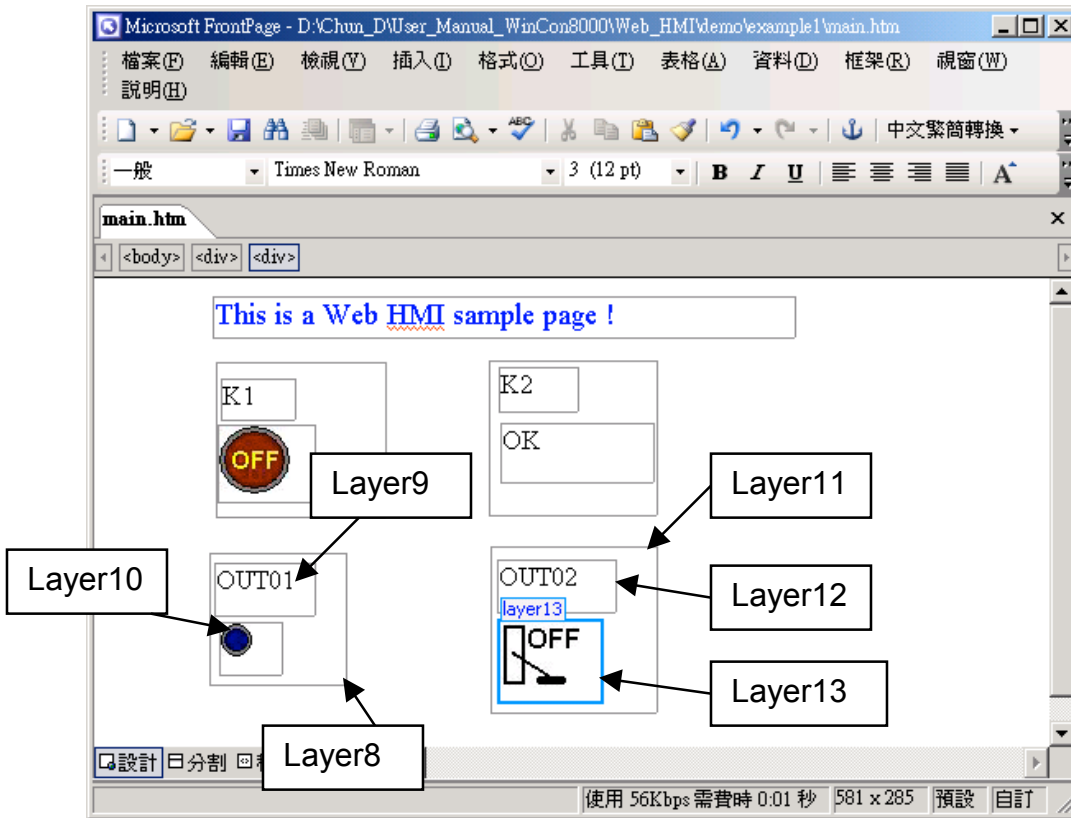 Microsoft FrontPage - D:\Chun_D\User_Manual_WinCon8000\Web_HMI\demo\example1\main.htm
檔案(F) 編輯(E) 檢視(V) 插入(I) 格式(O) 工具(T) 表格(A) 資料(D) 框架(R) 視窗(W)
說明(H)
ABC 中文繁簡轉換
一般 Times New Roman 3 (12 pt) B I U A
main.htm
<body> <div> <div>
This is a Web HMI sample page !
K1
K2
OK
OFF
Layer9
Layer11
Layer10
OUT01
OUT02
Layer12
layer13
OFF
Layer13
Layer8
設計 分割
使用 56Kbps 需費時 0:01 秒 581 x 285 預設 自訂